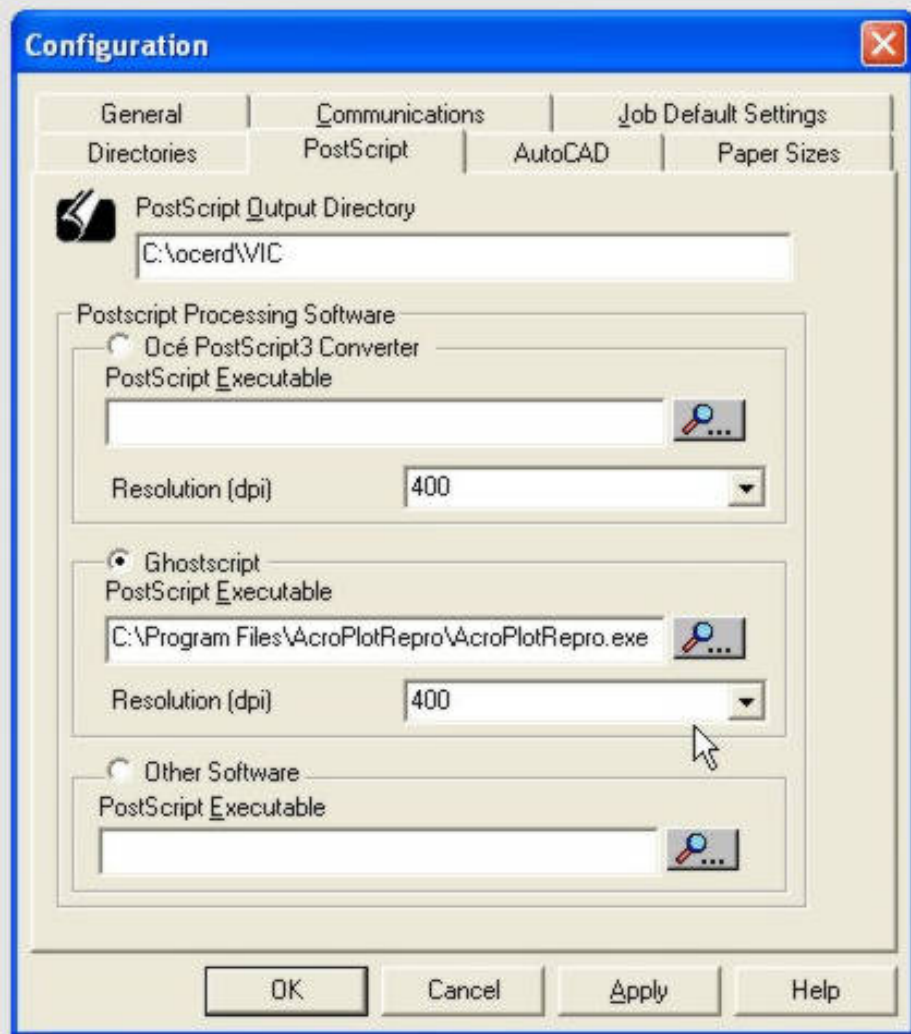 Configuration
General Communications Job Default Settings
Directories PostScript AutoCAD Paper Sizes
PostScript Output Directory
C:\ocerd\VIC
Postscript Processing Software
Océ PostScript3 Converter
PostScript Executable
...
Resolution (dpi) 400
Ghostscript
PostScript Executable
C:\Program Files\AcroPlotRepro\AcroPlotRepro.exe ...
Resolution (dpi) 400
Other Software
PostScript Executable
...
OK Cancel Apply Help